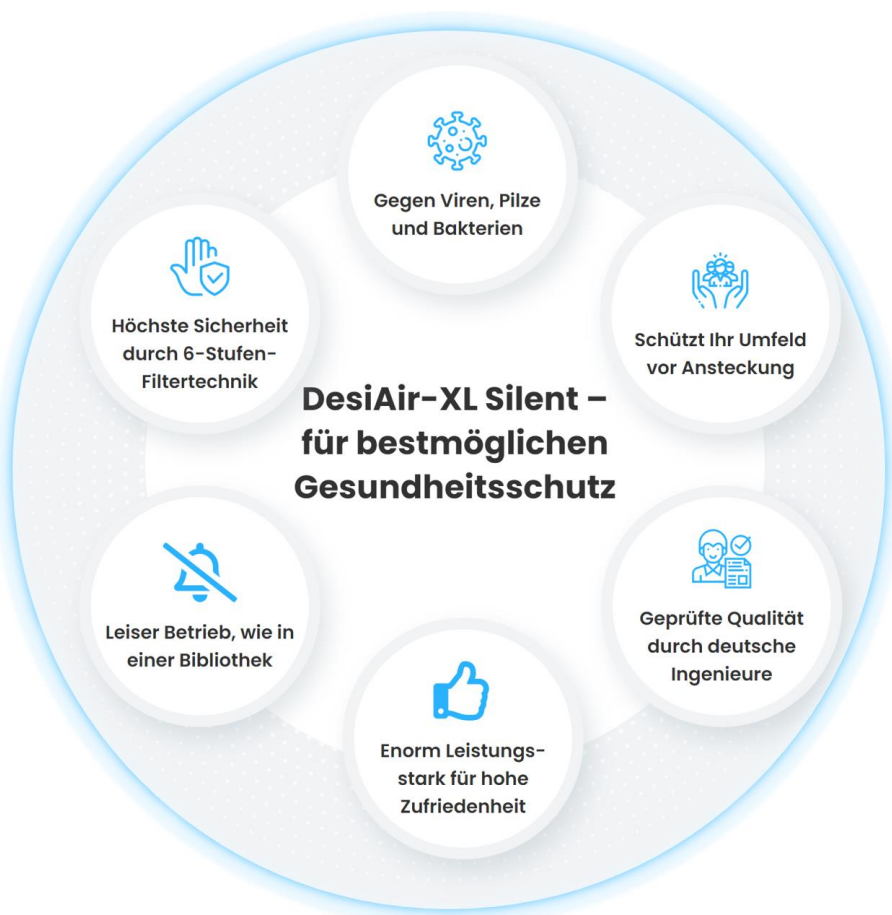 Gegen Viren, Pilze
und Bakterien
Höchste Sicherheit
durch 6-Stufen-
Filtertechnik
Schützt Ihr Umfeld
vor Ansteckung
DesiAir-XL Silent –
für bestmöglichen
Gesundheitsschutz
Leiser Betrieb, wie in
einer Bibliothek
Geprüfte Qualität
durch deutsche
Ingenieure
Enorm Leistungs-
stark für hohe
Zufriedenheit